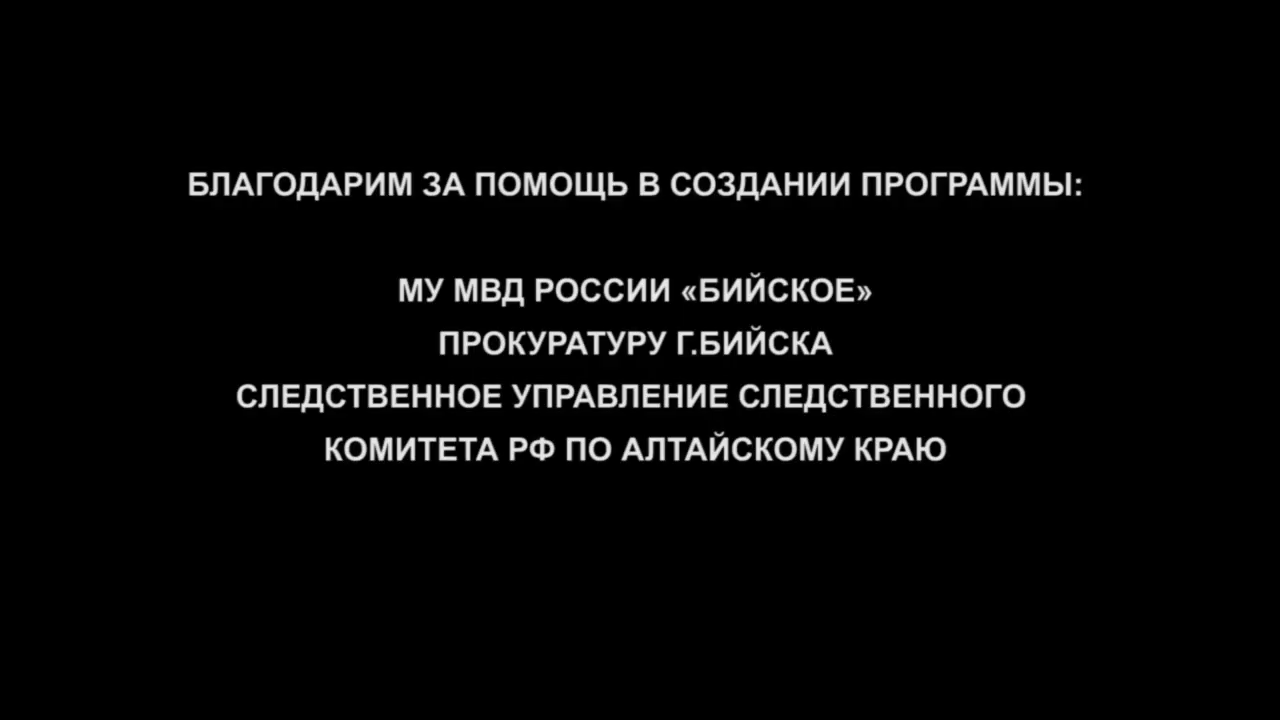 БЛАГОДАРИМ ЗА ПОМОЩЬ В СОЗДАНИИ ПРОГРАММЫ:
МУ МВД РОССИИ «БИЙСКОЕ»
ПРОКУРАТУРУ Г.БИЙСКА
СЛЕДСТВЕННОЕ УПРАВЛЕНИЕ СЛЕДСТВЕННОГО
КОМИТЕТА РФ ПО АЛТАЙСКОМУ КРАЮ